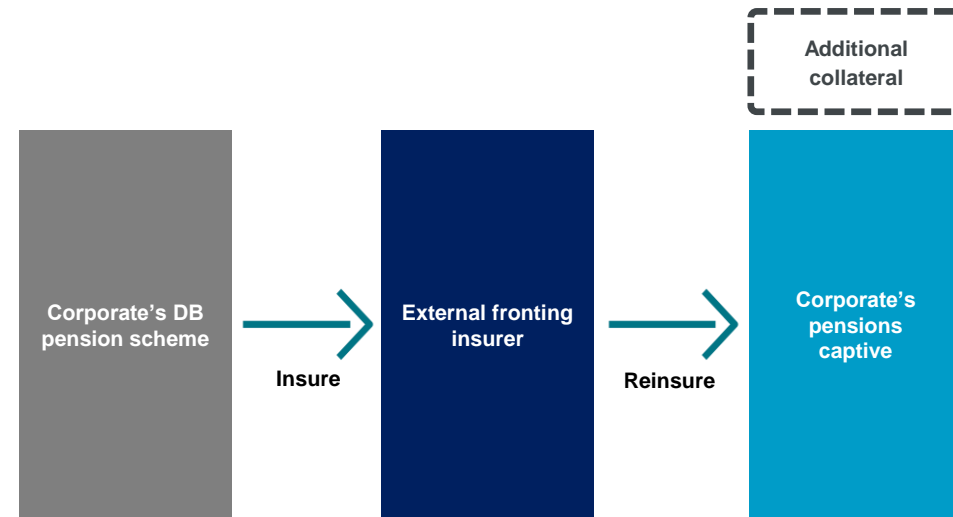 Additional
collateral
Corporate's DB
pension scheme
Insure
External fronting
insurer
Reinsure
Corporate's
pensions
captive